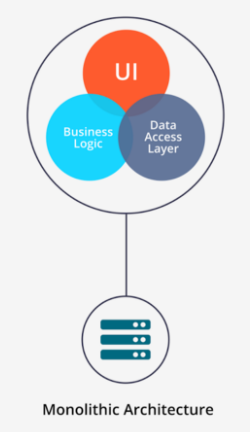 UI
Business
Logic
Data
Access
Layer
Monolithic Architecture